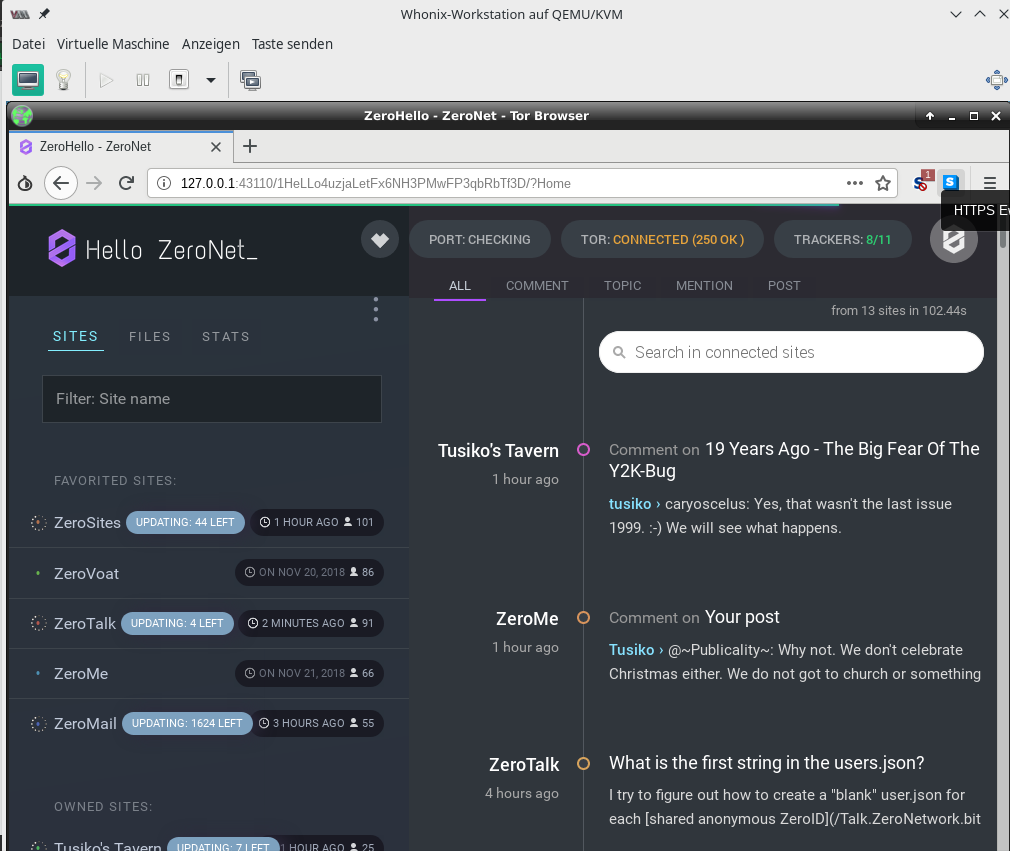 Whonix-Workstation auf QEMU/KVM
Datei Virtuelle Maschine Anzeigen Taste senden
ZeroHello - ZeroNet - Tor Browser
ZeroHello - ZeroNet
127.0.0.1:43110/1HeLLo4uzjaLetFx6NH3PMwFP3qbRbTf3D/?Home
1
HTTPS Ev
Hello ZeroNet_
PORT: CHECKING
TOR: CONNECTED (250 OK )
TRACKERS: 8/11
ALL COMMENT TOPIC MENTION POST
from 13 sites in 102.44s
Search in connected sites
SITES FILES STATS
Filter: Site name
FAVORITED SITES:
ZeroSites UPDATING: 44 LEFT 1 HOUR AGO 101
ZeroVoat ON NOV 20, 2018 86
ZeroTalk UPDATING: 4 LEFT 2 MINUTES AGO 91
ZeroMe ON NOV 21, 2018 66
ZeroMail UPDATING: 1624 LEFT 3 HOURS AGO 55
OWNED SITES:
Tusiko's Tavern UPDATING: 7 LEFT 1 HOUR AGO 25
Tusiko's Tavern
1 hour ago
Comment on 19 Years Ago - The Big Fear Of The
Y2K-Bug
tusiko › caryoscelus: Yes, that wasn't the last issue
1999. :-) We will see what happens.
ZeroMe
1 hour ago
Comment on Your post
Tusiko › @~Publicality~: Why not. We don't celebrate
Christmas either. We do not got to church or something
ZeroTalk
4 hours ago
What is the first string in the users.json?
I try to figure out how to create a "blank" user.json for
each [shared anonymous ZeroID](/Talk.ZeroNetwork.bit